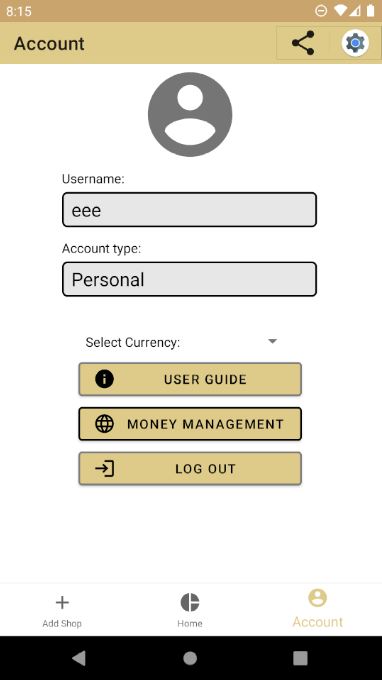 8:15
Account
Username:
eee
Account type:
Personal
Select Currency:
USER GUIDE
MONEY MANAGEMENT
LOG OUT
Add Shop
Home
Account